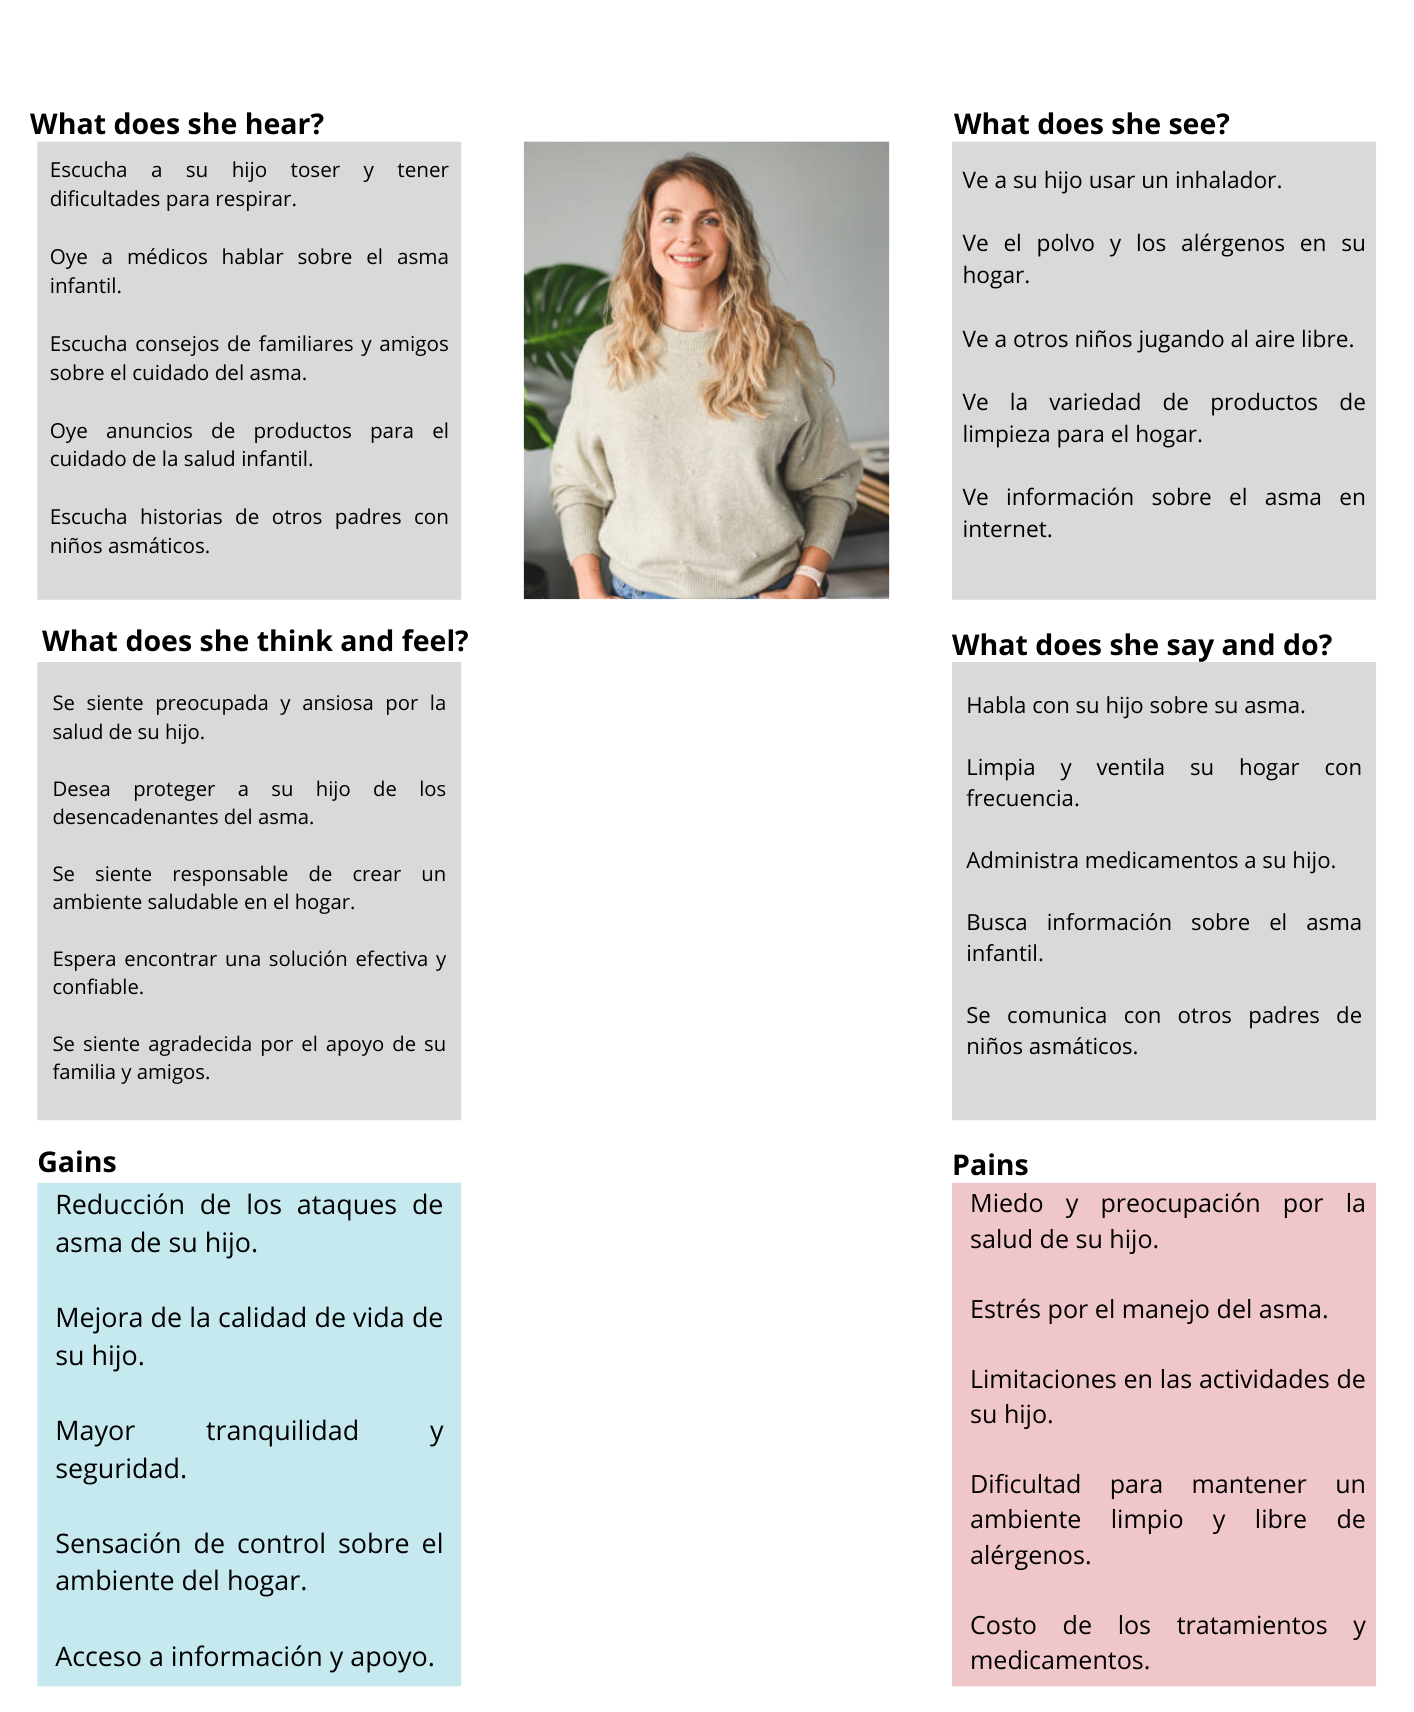 What does she hear?
Escucha a su hijo toser y tener
dificultades para respirar.
Oye a médicos hablar sobre el asma
infantil.
Escucha consejos de familiares y amigos
sobre el cuidado del asma.
Oye anuncios de productos para el
cuidado de la salud infantil.
Escucha historias de otros padres con
niños asmáticos.
What does she see?
Ve a su hijo usar un inhalador.
Ve el polvo y los alérgenos en su
hogar.
Ve a otros niños jugando al aire libre.
Ve la variedad de productos de
limpieza para el hogar.
Ve información sobre el asma en
internet.
What does she think and feel?
Se siente preocupada y ansiosa por la
salud de su hijo.
Desea proteger a su hijo de los
desencadenantes del asma.
Se siente responsable de crear un
ambiente saludable en el hogar.
Espera encontrar una solución efectiva y
confiable.
Se siente agradecida por el apoyo de su
familia y amigos.
What does she say and do?
Habla con su hijo sobre su asma.
Limpia y ventila su hogar con
frecuencia.
Administra medicamentos a su hijo.
Busca información sobre el asma
infantil.
Se comunica con otros padres de
niños asmáticos.
Gains
Reducción de los ataques de
asma de su hijo.
Mejora de la calidad de vida de
su hijo.
Mayor tranquilidad y
seguridad.
Sensación de control sobre el
ambiente del hogar.
Acceso a información y apoyo.
Pains
Miedo y preocupación por la
salud de su hijo.
Estrés por el manejo del asma.
Limitaciones en las actividades de
su hijo.
Dificultad para mantener un
ambiente limpio y libre de
alérgenos.
Costo de los tratamientos y
medicamentos.